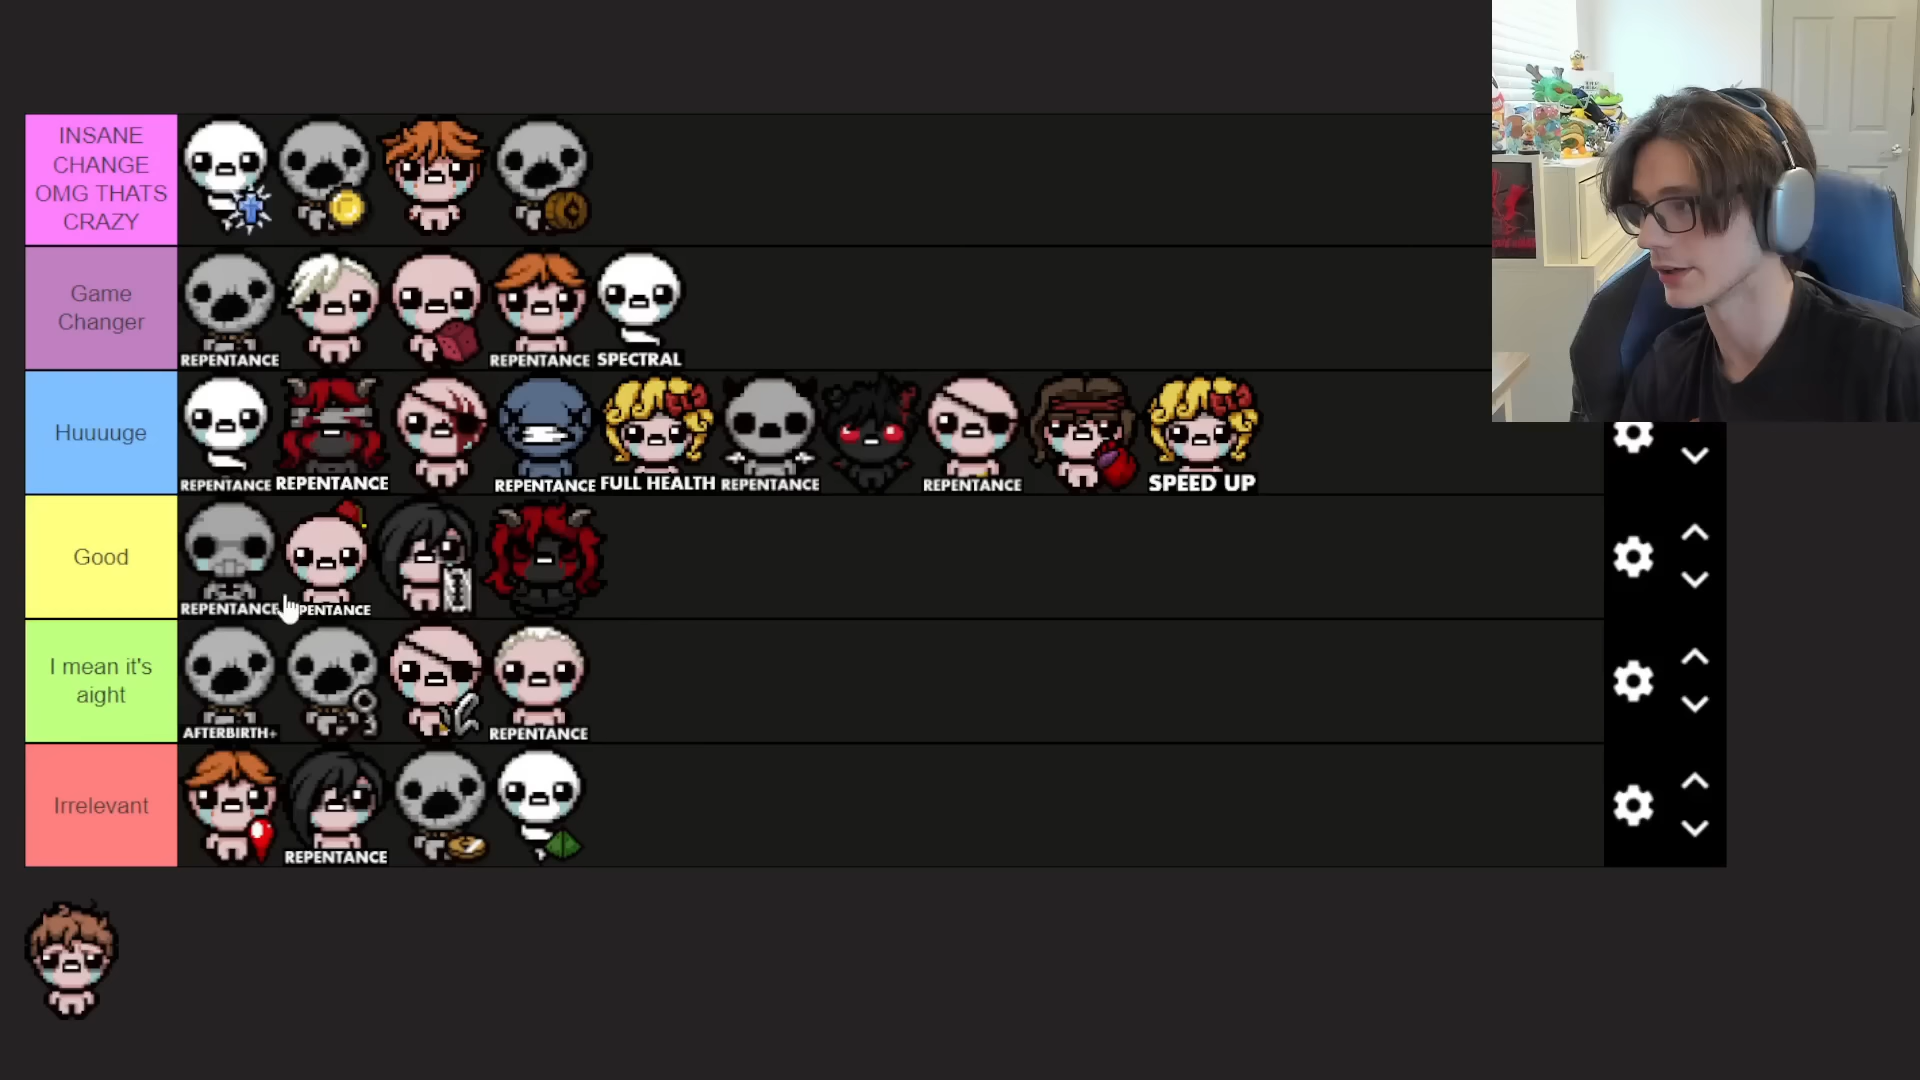 INSANE
CHANGE
OMG THATS
CRAZY
Game
Changer
REPENTANCE
REPENTANCE
SPECTRAL
Huuuuge
REPENTANCE
REPENTANCE
REPENTANCE
FULL HEALTH
REPENTANCE
REPENTANCE
SPEED UP
Good
REPENTANCE
PENTANCE
I mean it's
aight
AFTERBIRTH+
REPENTANCE
Irrelevant
REPENTANCE